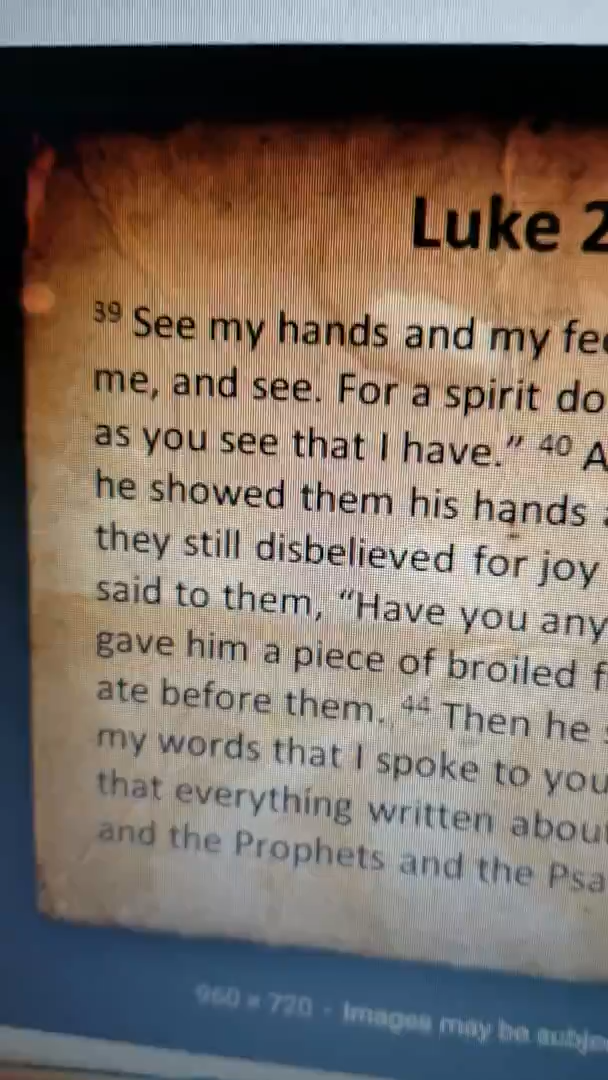 Luke 2
39 See my hands and my fee
me, and see. For a spirit do
as you see that I have.” 40 A
he showed them his hands
they still disbelieved for joy
said to them, “Have you any
gave him a piece of broiled f
ate before them. 44 Then he s
my words that I spoke to you
that everything written about
and the Prophets and the Psa
960 × 720 · Images may be subje